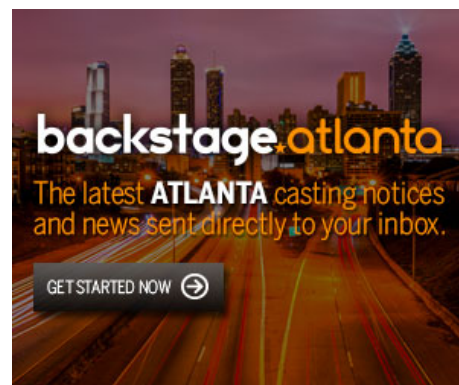 backstage.atlanta
The latest ATLANTA casting notices
and news sent directly to your inbox.
GET STARTED NOW